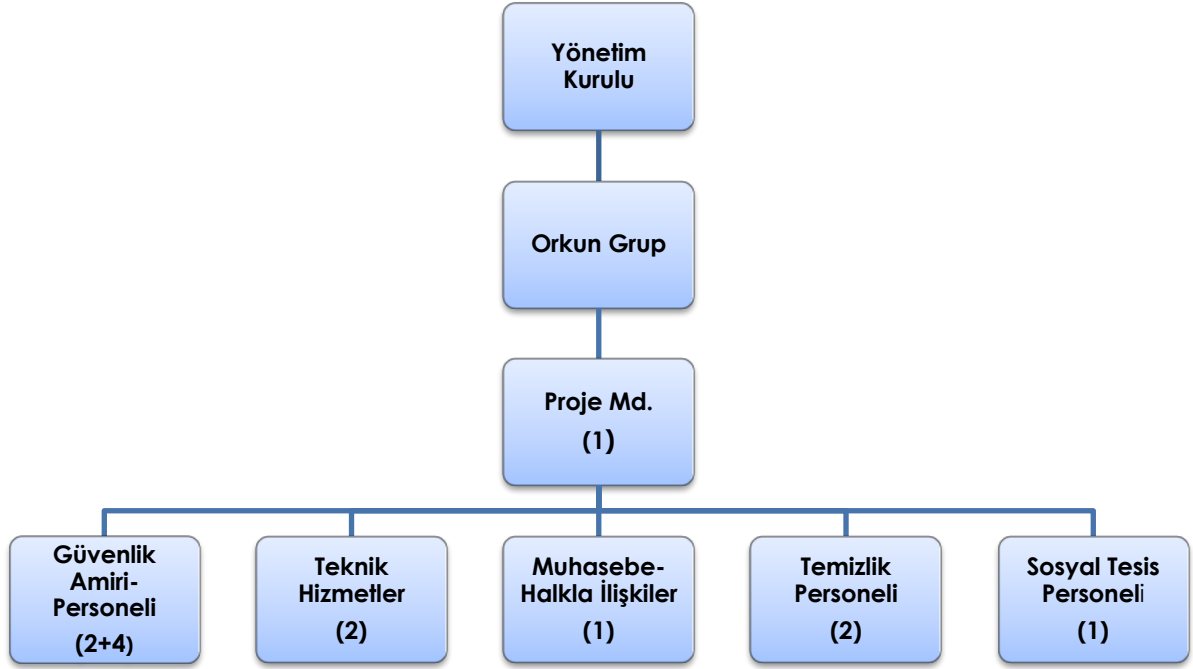 Yönetim
Kurulu
Orkun Grup
Proje Md.
(1)
Güvenlik
Amiri-
Personeli
(2+4)
Teknik
Hizmetler
(2)
Muhasebe-
Halkla İlişkiler
(1)
Temizlik
Personeli
(2)
Sosyal Tesis
Personeli
(1)